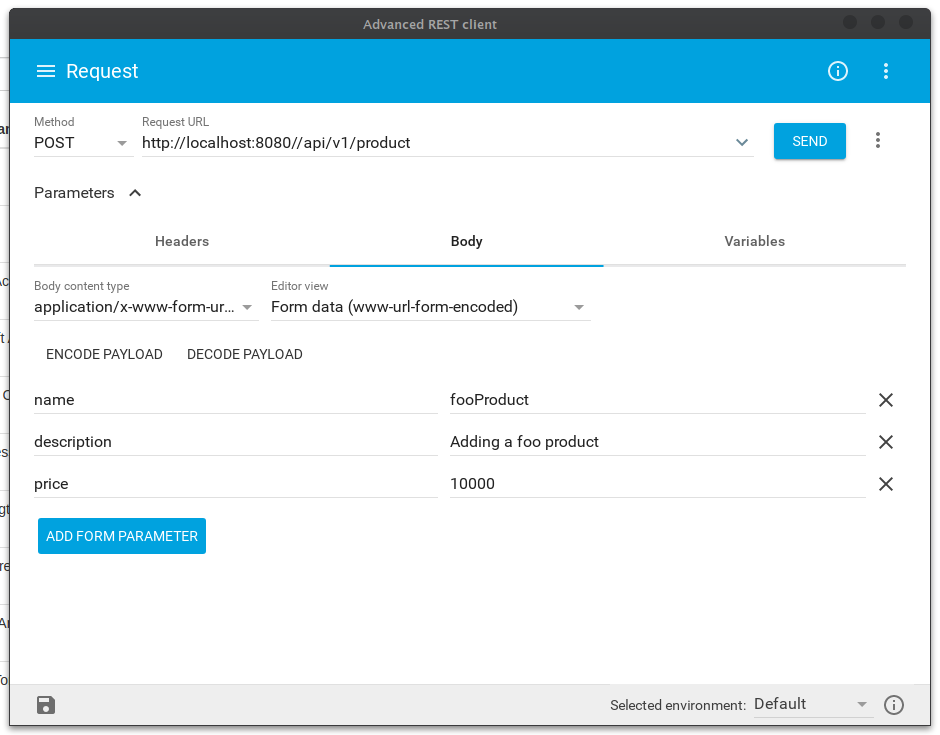 Advanced REST client
Request
Method
Request URL
POST
http://localhost:8080//api/v1/product
SEND
Parameters
Headers
Body
Variables
Body content type
Editor view
application/x-www-form-ur...
Form data (www-url-form-encoded)
ENCODE PAYLOAD
DECODE PAYLOAD
name
fooProduct
description
Adding a foo product
price
10000
ADD FORM PARAMETER
Selected environment:
Default